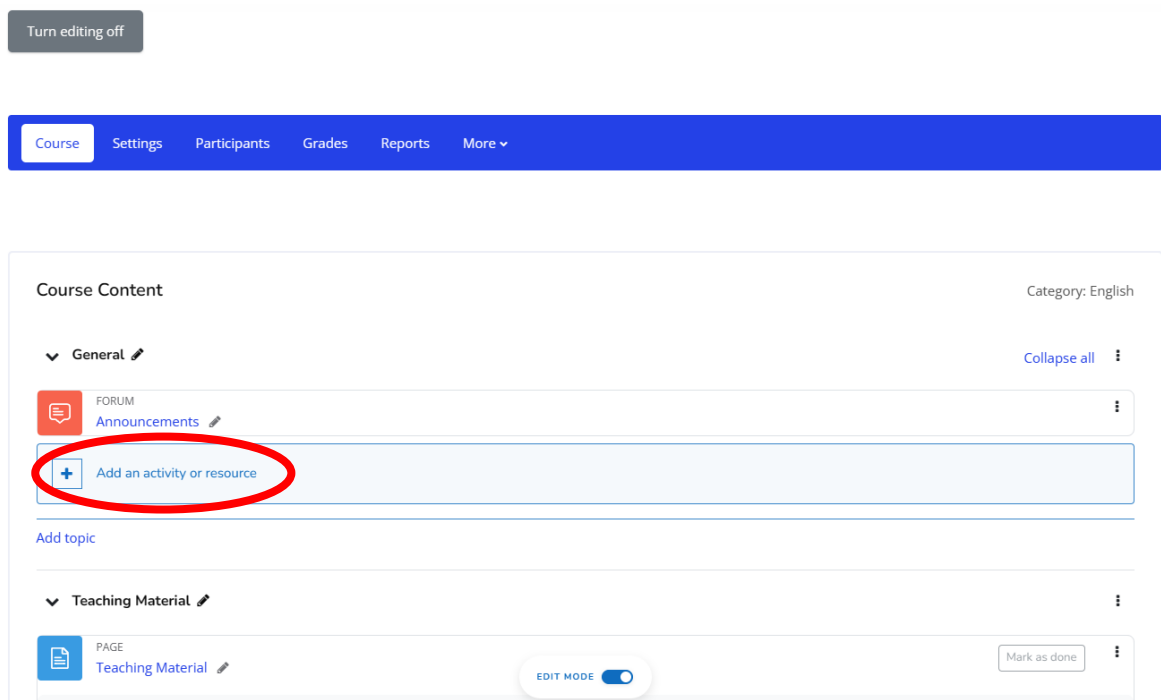 Turn editing off
Course Settings Participants Grades Reports More
Course Content
Category: English
General
Collapse all
FORUM
Announcements
Add an activity or resource
Add topic
Teaching Material
PAGE
Teaching Material
Mark as done
EDIT MODE